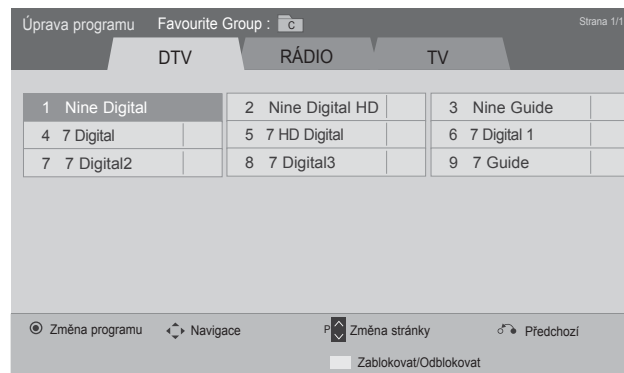 Úprava programu Favourite Group : C Strana 1/1
DTV RÁDIO TV
1 Nine Digital 2 Nine Digital HD 3 Nine Guide
4 7 Digital 5 7 HD Digital 6 7 Digital 1
7 7 Digital2 8 7 Digital3 9 7 Guide
Změna programu Navigace P Změna stránky Předchozí
Zablokovat/Odblokovat